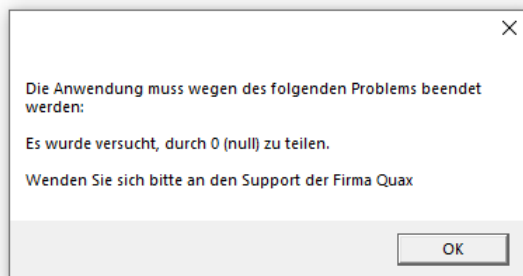 Die Anwendung muss wegen des folgenden Problems beendet
werden:
Es wurde versucht, durch 0 (null) zu teilen.
Wenden Sie sich bitte an den Support der Firma Quax
OK